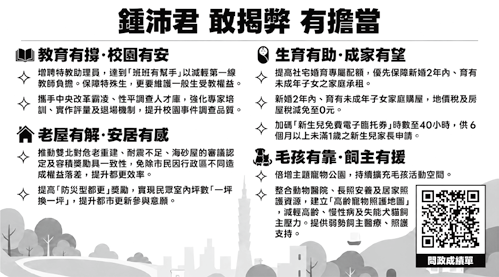 鍾沛君 敢揭弊 有擔當
教育有撐·校園有安
增聘特教助理員，達到「班班有幫手」以減輕第一線
教師負擔。保障特殊生，更要維護一般生受教權益。
攜手中央改革霸凌、性平調查人才庫，強化專家培
訓、實作評量及退場機制，提升校園事件調查品質。
老屋有解·安居有感
推動雙北對危老重建、耐震不足、海砂屋的審議認
定及容積獎勵員一致性，免除市民因行政區不同造
成權益落差，提升都更效率。
提高「防災型都更」獎勵，實現民眾室內坪數「一坪
換一坪」，提升都市更新參與意願。
生育有助·成家有望
提高社宅婚育專屬配額，優先保障新婚2年內、育有
未成年子女之家庭承租。
新婚2年內、育有未成年子女家庭購屋，地價稅及房
屋稅減免至0元。
加碼「新生兒免費電子臨托券」時數至40小時，供6
個月以上未滿1歲之新生兒家長申請。
毛孩有靠·飼主有援
倍增主題寵物公園，持續擴充毛孩活動空間。
整合動物醫院、長照安養及居家照
護資源，建立「高齡寵物照護地圖」
，減輕高齡、慢性病及失能犬貓飼
主壓力。提供弱勢飼主醫療、照護
支持。
問政成績單